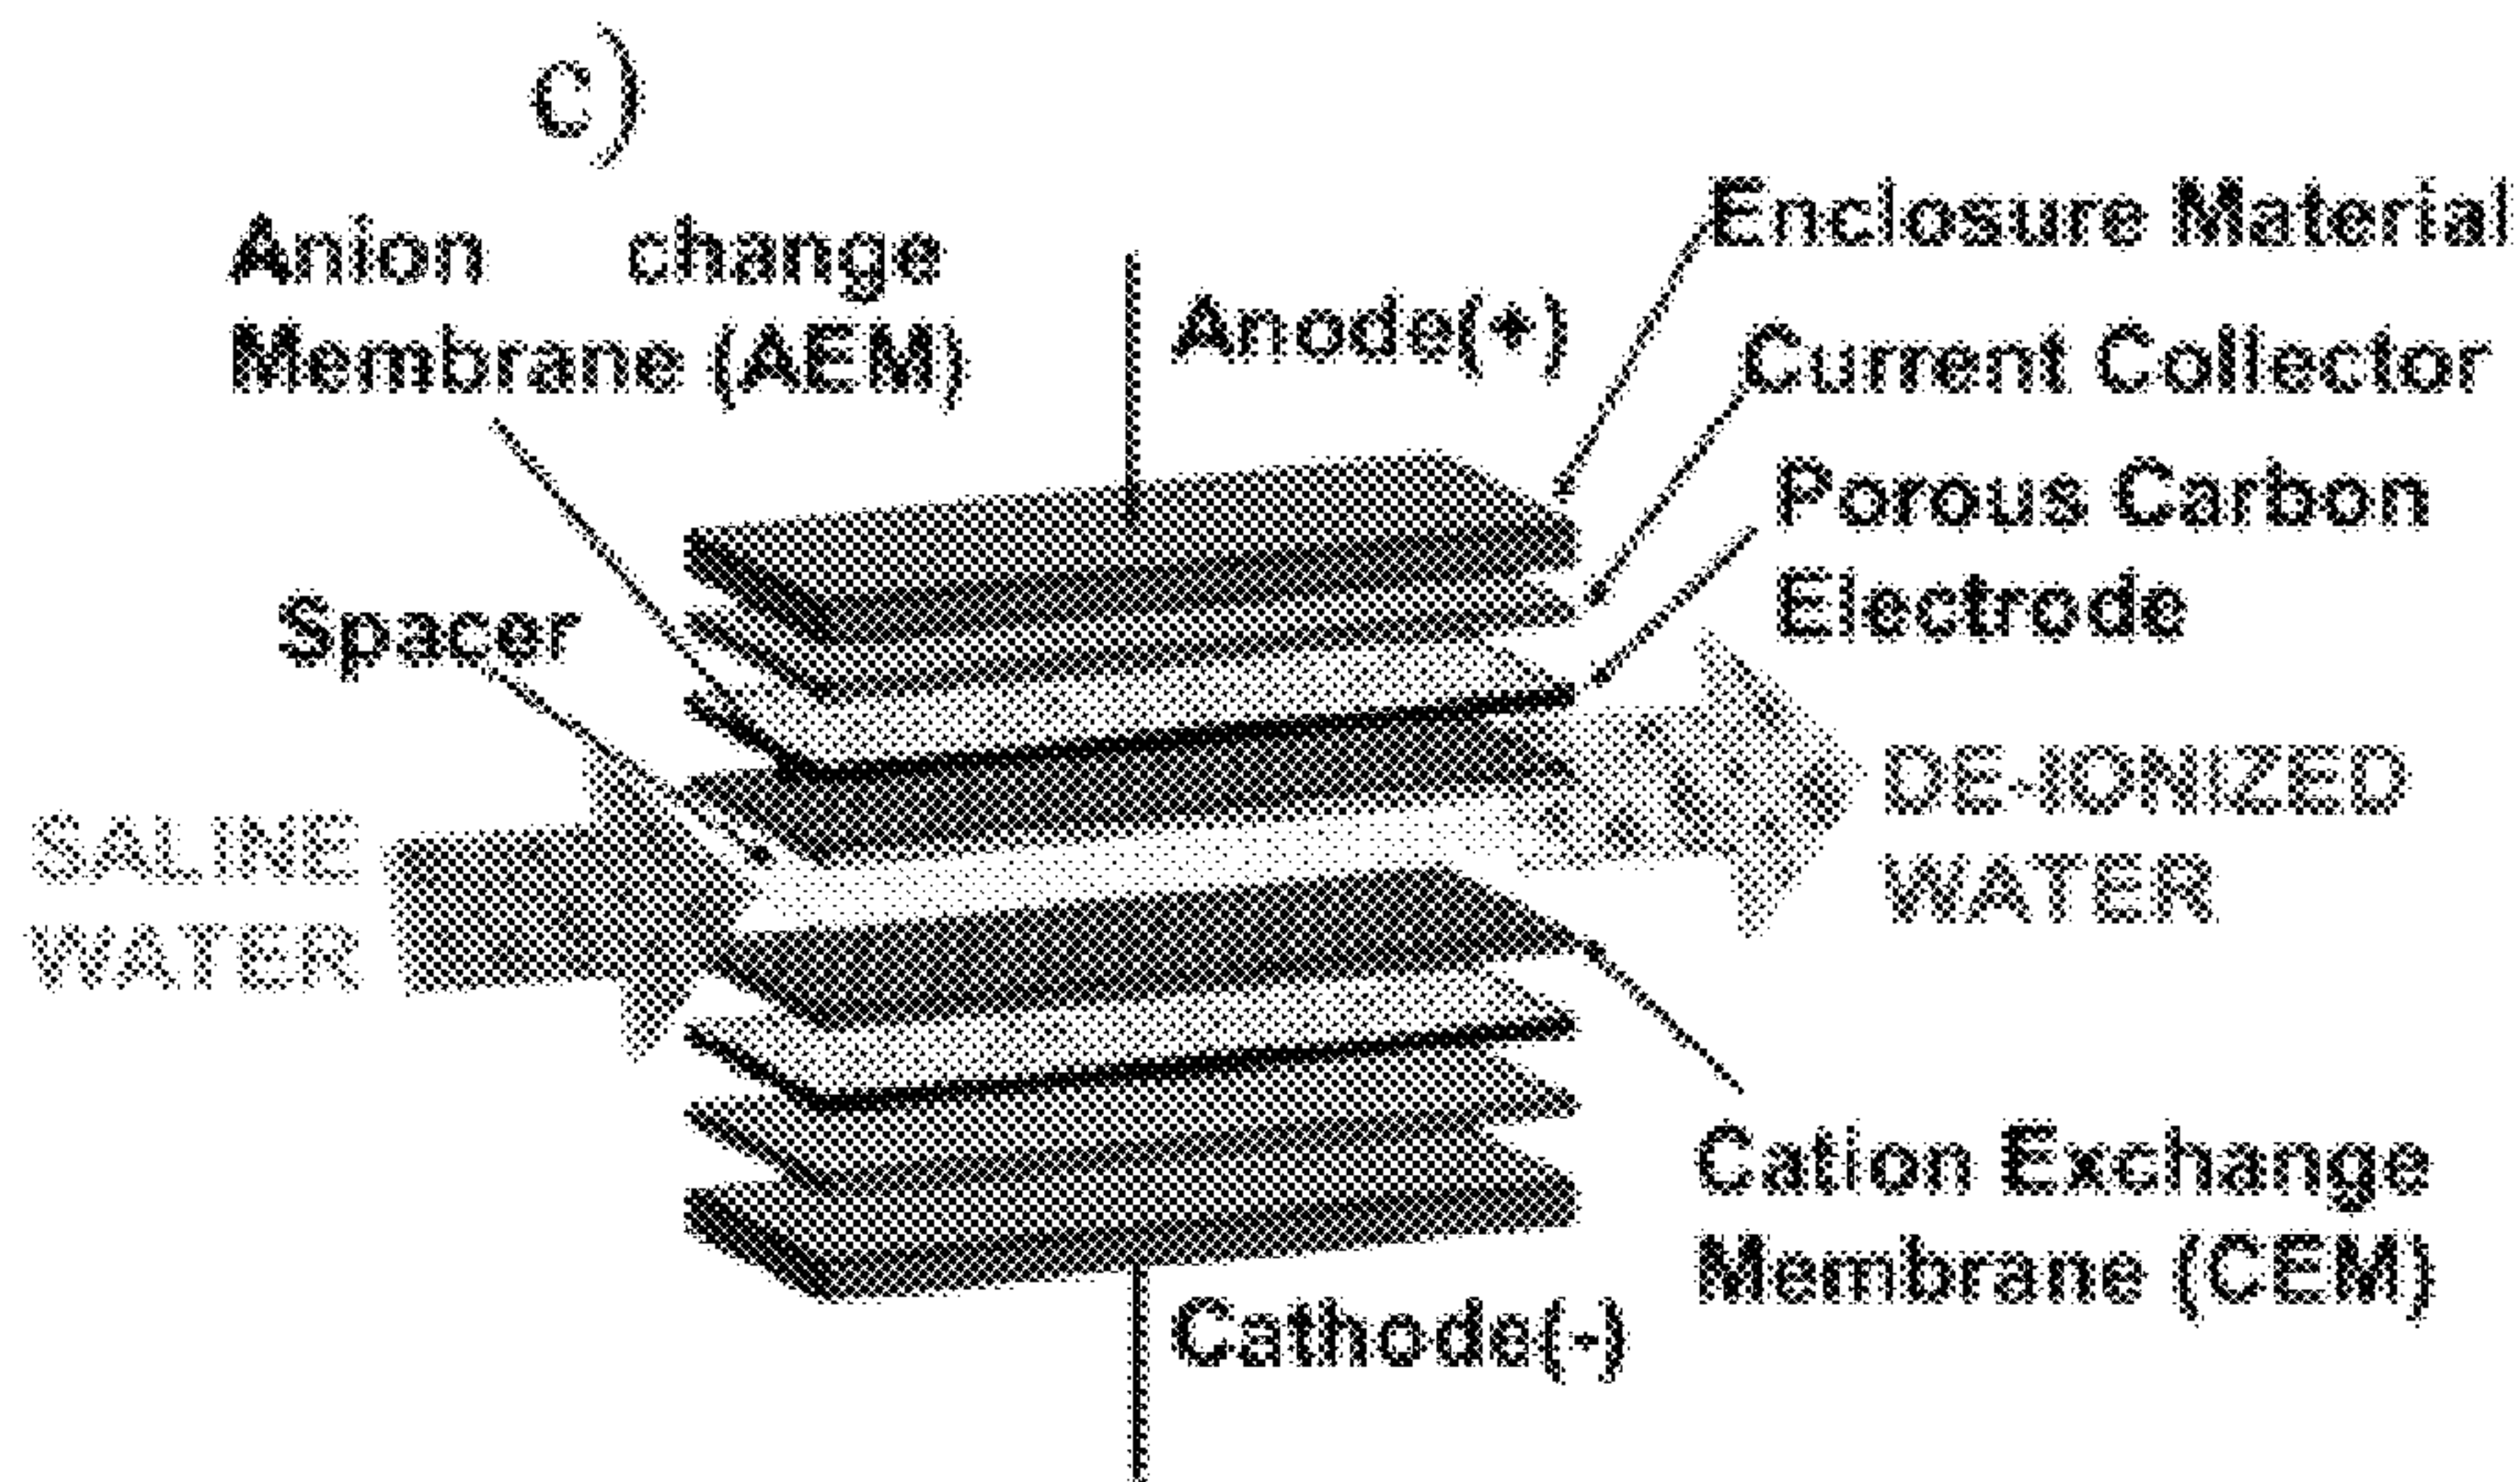 c)
Anion change
Membrane (AEM)
Anode(+)
Enclosure Material
Current Collector
Porous Carbon
Electrode
Spacer
SALINE
WATER
DE-IONIZED
WATER
Cation Exchange
Membrane (CEM)
Cathode(-)